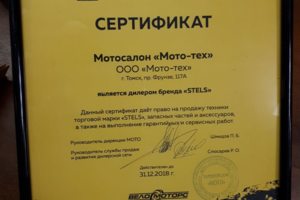 СЕРТИФИКАТ
Мотосалон «Мото-тех»
ООО «Мото-тех»
г. Томск, пр. Фрунзе, 117А
является дилером бренда «STELS»
Данный сертификат даёт право на продажу техники
торговой марки «STELS», запасных частей и аксессуаров,
а также на выполнение гарантийных и сервисных работ.
Руководитель дирекции МОТО
Шмидов П. Б.
Руководитель службы продаж
и развития дилерской сети
Слюсарев Р. О.
Действителен до
31.12.2018 г.
ВЕЛОМОТОРС